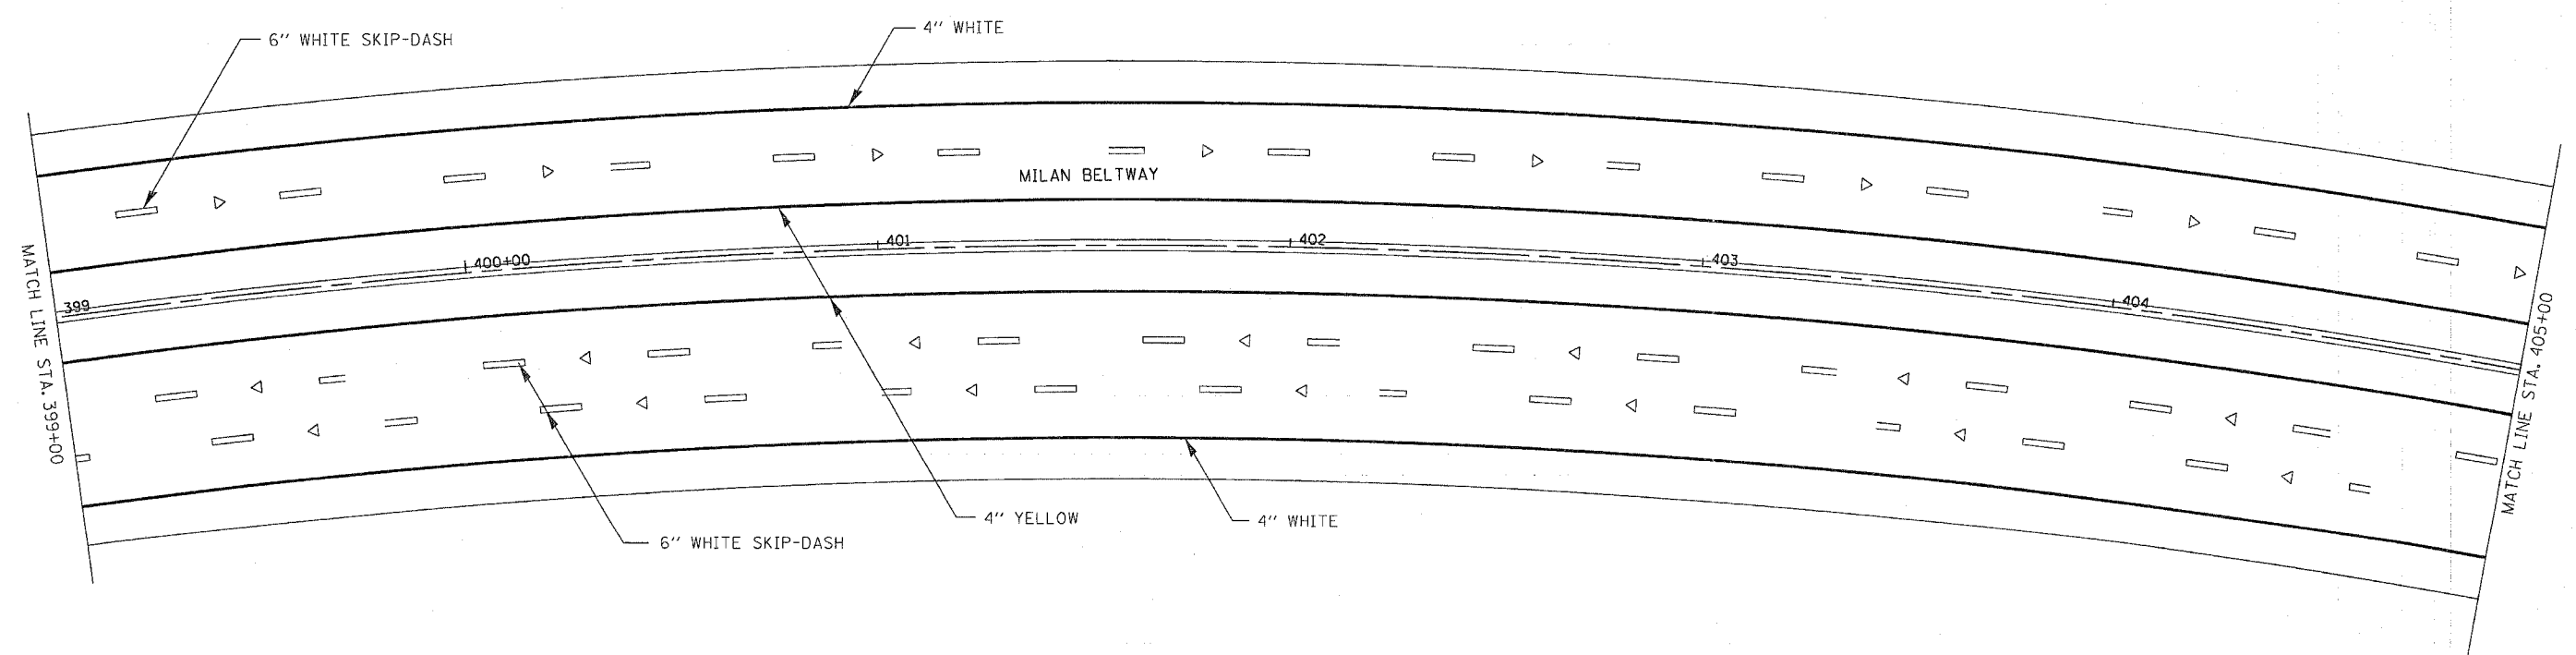 6" WHITE SKIP-DASH
4" WHITE
MILAN BELTWAY
399
400+00
401
402
403
404
MATCH LINE STA. 399+00
MATCH LINE STA. 405+00
4" YELLOW
4" WHITE
6" WHITE SKIP-DASH